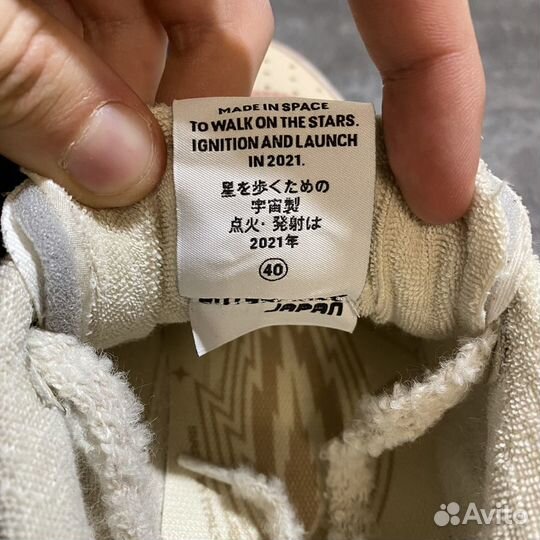 MADE IN SPACE
To WALK ON THE STARS.
IGNITION AND LAUNCH
IN 2021.
星を歩くための
宇宙製
点火・発射は
2021年
40
JAPAN
Avito